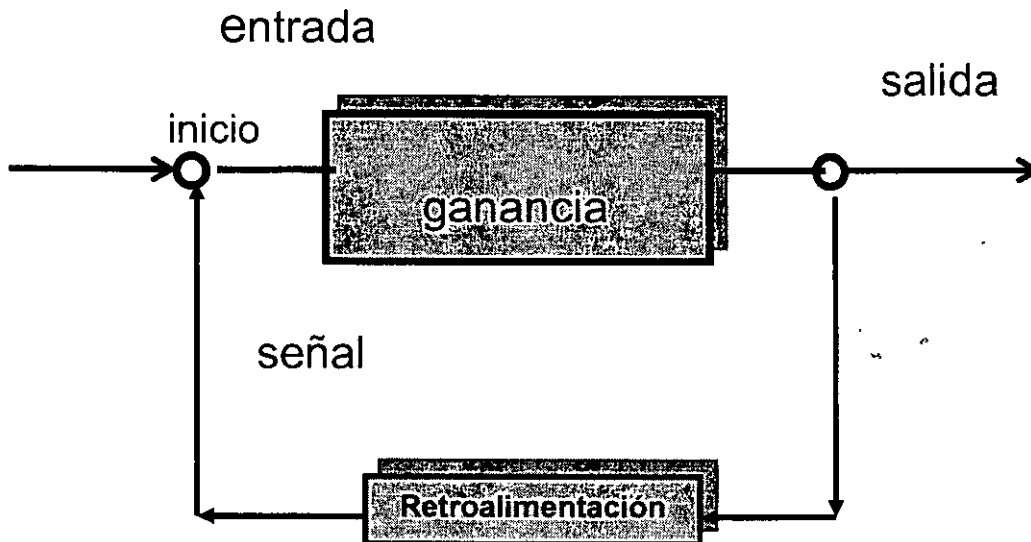 entrada
salida
inicio
ganancia
señal
Retroalimentación